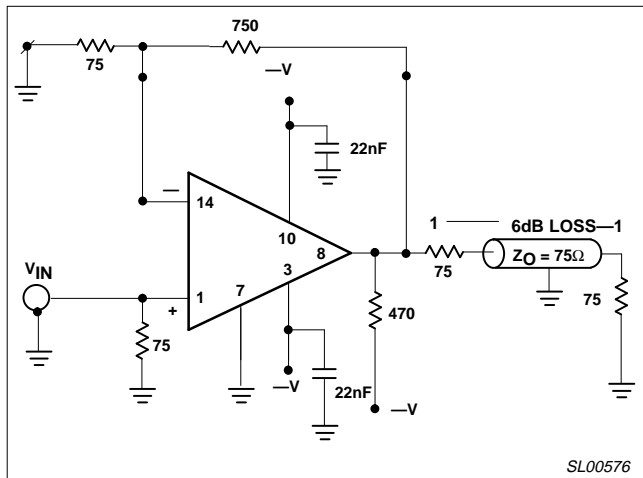 75
750
—V
22nF
—
14
10
8
1
6dB LOSS—1
VIN
1
7
3
75
ZO = 75Ω
+
75
470
75
—V
22nF
—V
SL00576